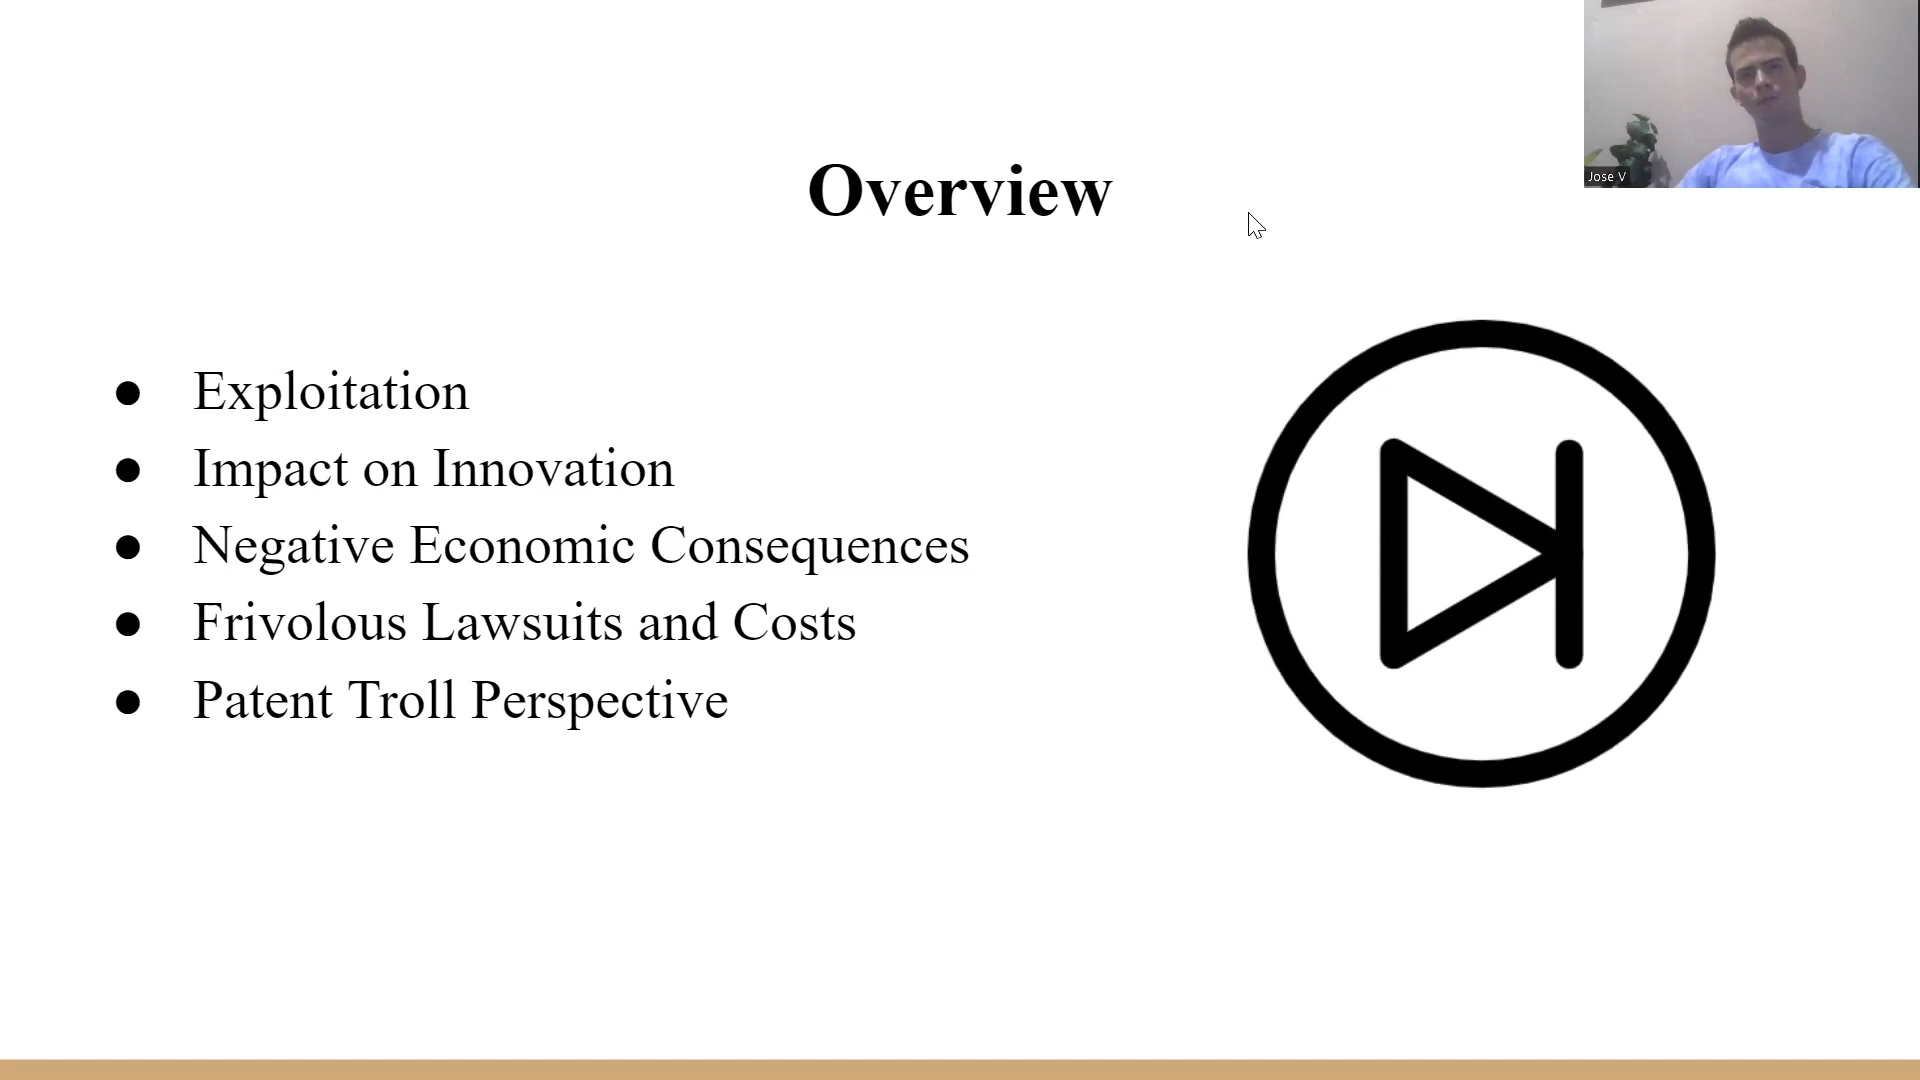 Jose V
Overview
● Exploitation
● Impact on Innovation
● Negative Economic Consequences
● Frivolous Lawsuits and Costs
● Patent Troll Perspective